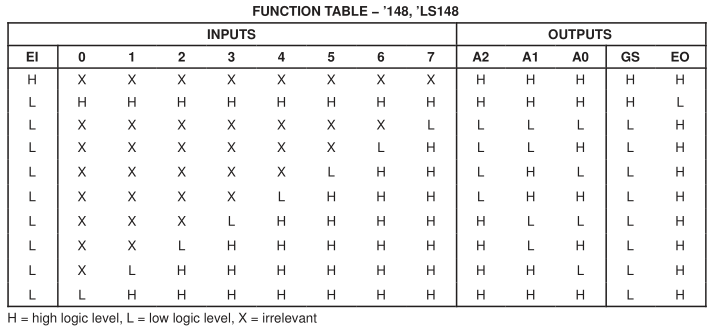 FUNCTION TABLE – ’148, ’LS148
INPUTS OUTPUTS
EI 0 1 2 3 4 5 6 7 A2 A1 A0 GS EO
H X X X X X X X X H H H H H
L H H H H H H H H H H H H L
L X X X X X X X L L L L L H
L X X X X X X L H L L H L H
L X X X X X L H H L H L L H
L X X X X L H H H L H H L H
L X X X L H H H H H L L L H
L X X L H H H H H H L H L H
L X L H H H H H H H H L L H
L L H H H H H H H H H H L H
H = high logic level, L = low logic level, X = irrelevant